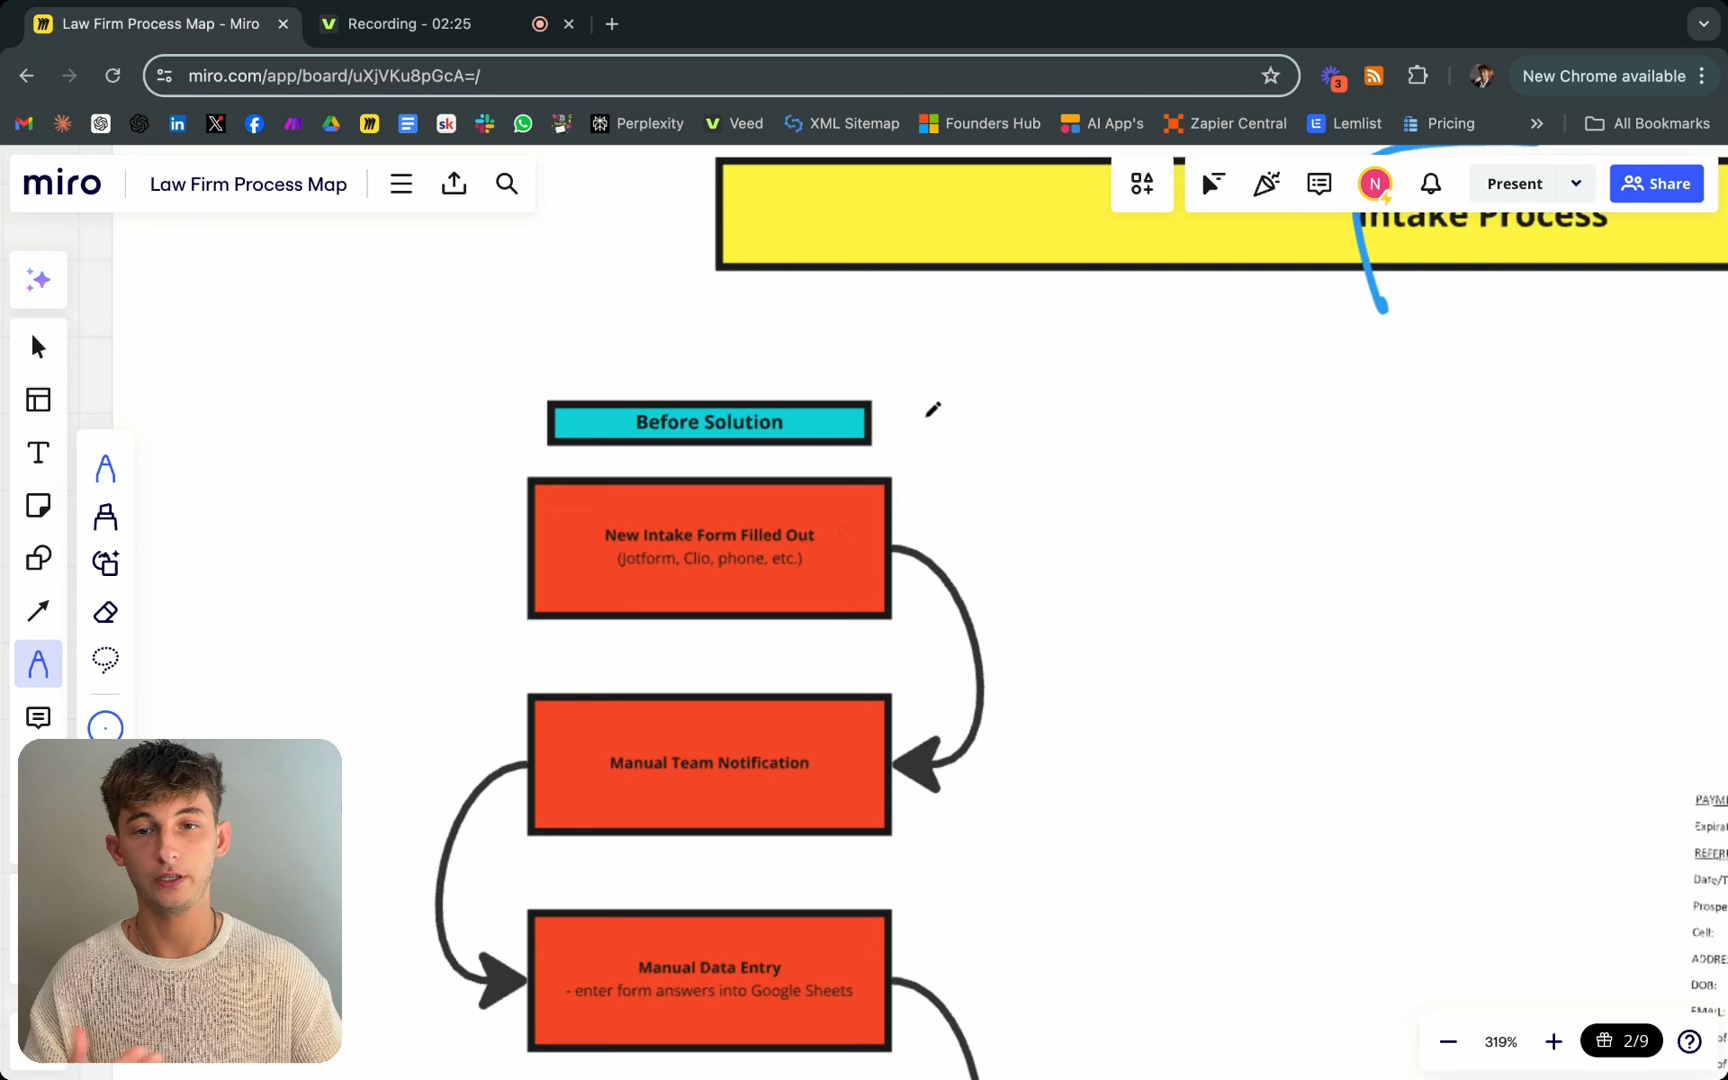 Law Firm Process Map - Miro
Recording - 02:25
miro.com/app/board/uXjVKu8pGcA=/
3
New Chrome available
sk
Perplexity
Veed
XML Sitemap
Founders Hub
AI App's
Zapier Central
Lemlist
Pricing
All Bookmarks
miro
Law Firm Process Map
N
Present
Share
Intake Process
Before Solution
New Intake Form Filled Out
(Jotform, Clio, phone, etc.)
Manual Team Notification
Manual Data Entry
- enter form answers into Google Sheets
Date/T
Prospe
Cell:
ADDRE
DOB:
EMAIL:
319%
2/9